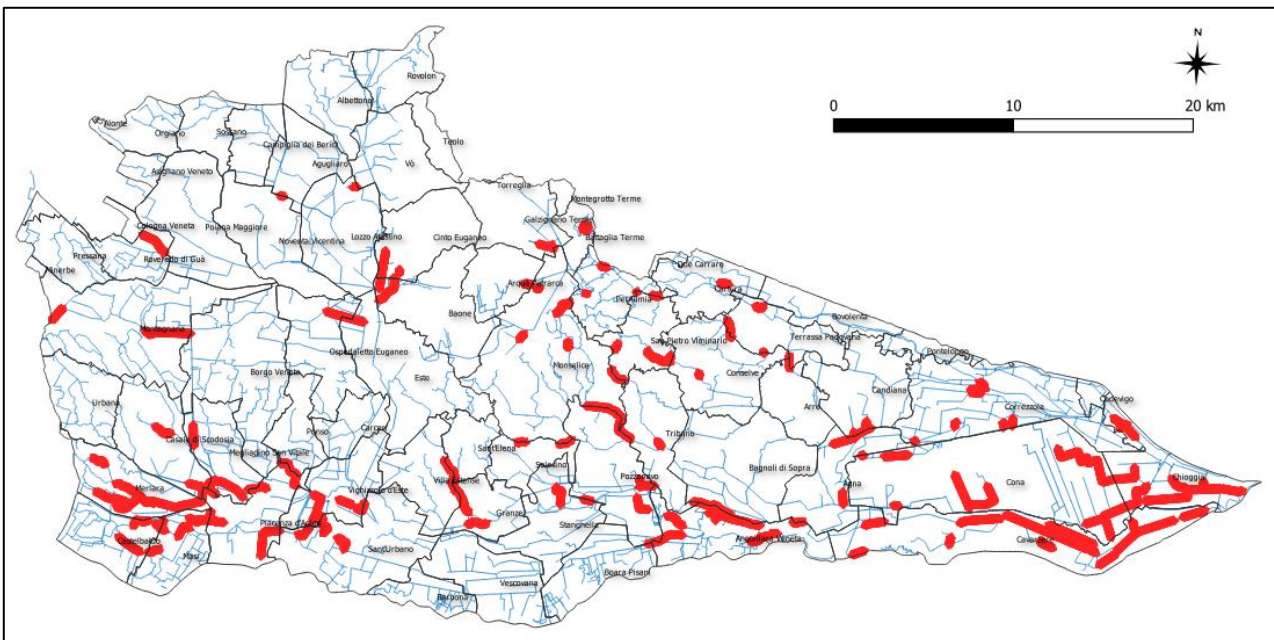 N
0 10 20 km
Rovolon
Albettone
Alonte
Orgiano
Sossano
Campiglia dei Berici
Teolo
Agugliaro
Vò
Asigliano Veneto
Torreglia
Montegrotto Terme
Galzignano Terme
Cologna Veneta
Poiana Maggiore
Noventa Vicentina
Lozzo Atestino
Cinto Euganeo
Battaglia Terme
Pressana
Roveredo di Guà
Minerbe
Due Carrare
Arquà Petrarca
Cartura
Pernumia
Baone
Bovolenta
Montagnana
San Pietro Viminario
Terrassa Padovana
Ospedaletto Euganeo
Pontelongo
Monselice
Borgo Veneto
Este
Conselve
Candiana
Urbana
Arre
Correzzola
Codevigo
Casale di Scodosia
Ponso
Carceri
Tribano
Megliadino San Vitale
Sant'Elena
Solesino
Bagnoli di Sopra
Merlara
Vighizzolo d'Este
Villa Estense
Pozzonovo
Agna
Cona
Chioggia
Granze
Piacenza d'Adige
Stanghella
Castelbaldo
Anguillara Veneta
Cavarzere
Masi
Sant'Urbano
Boara Pisani
Vescovana
Barbona